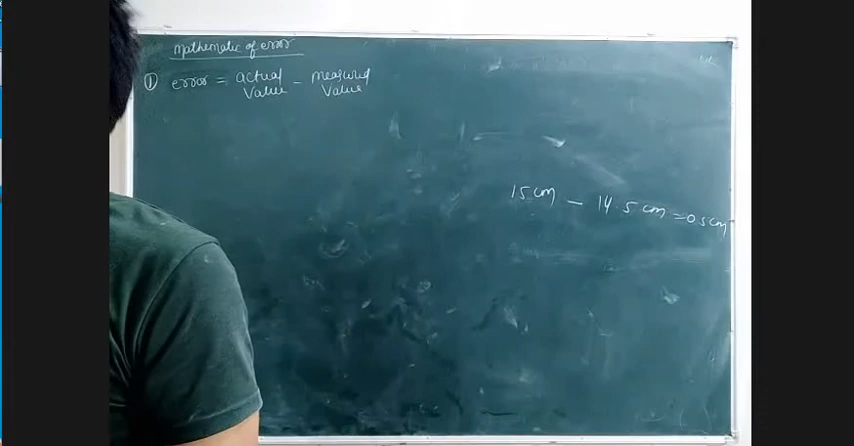 Mathematic of error
① error = actual value - measured value
15 cm - 14.5 cm = 0.5 cm